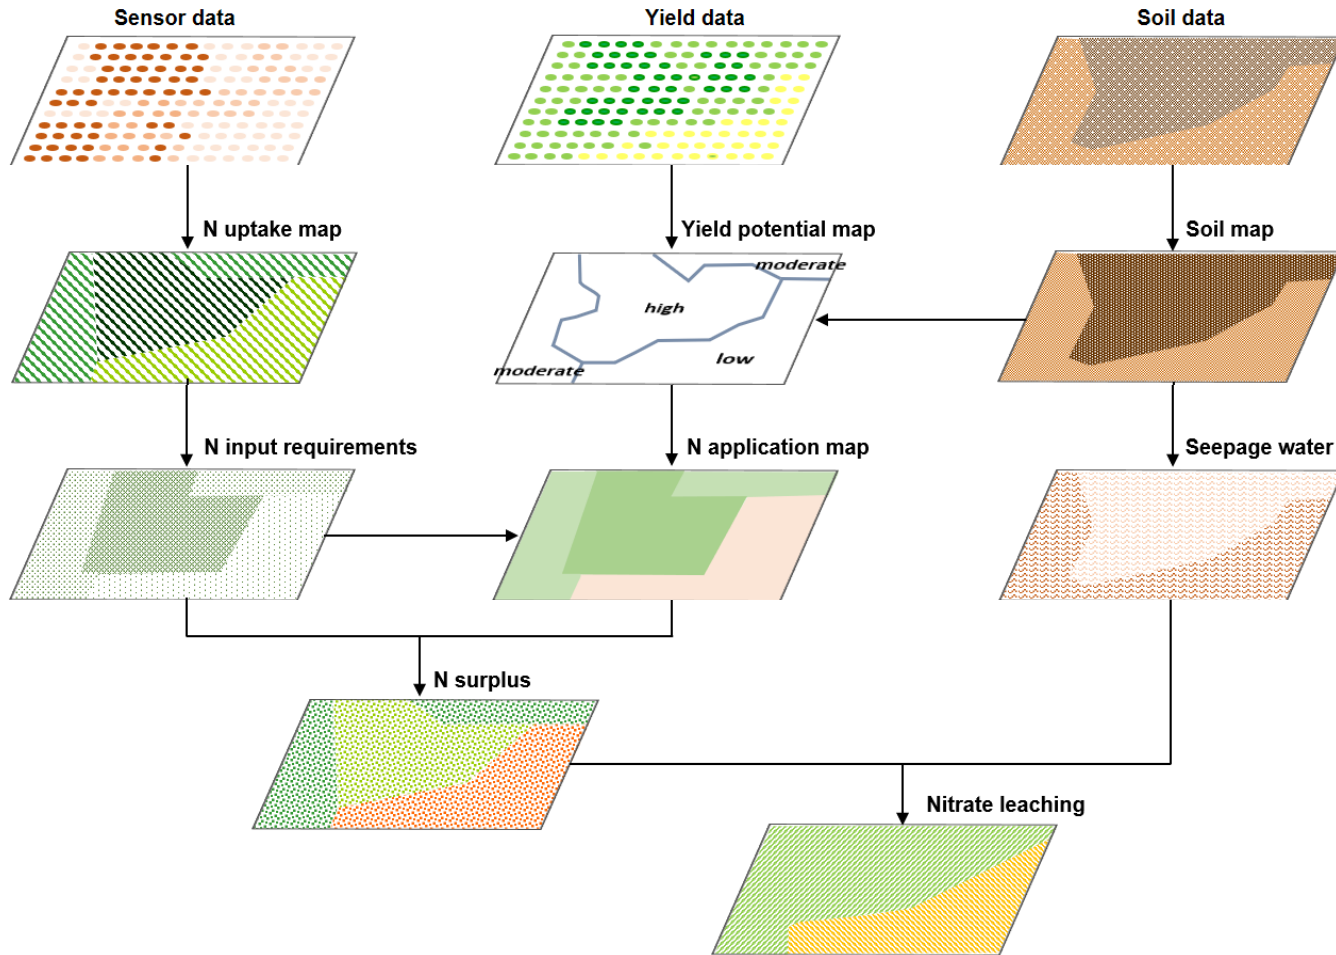 Sensor data
Yield data
Soil data
N uptake map
Yield potential map
Soil map
moderate
high
low
moderate
N input requirements
N application map
Seepage water
N surplus
Nitrate leaching